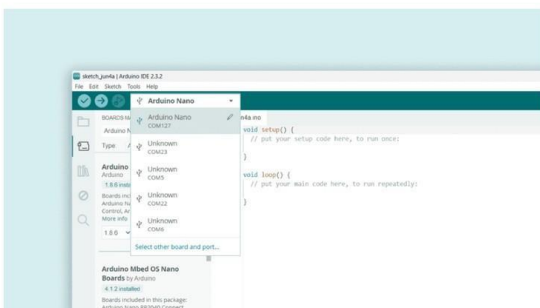 sketch_jun4a | Arduino IDE 2.3.2
File Edit Sketch Tools Help
Arduino Nano
BOARDS
n4a.ino
Arduino Nano
COM127
Arduino N
Type
Unknown
COM23
Unknown
COM5
Unknown
COM22
Unknown
COM6
Select other board and port...
Arduino
Arduino
1.8.6
Boards inc
Arduino
Control, Ar
More info
1.8.6
Arduino Mbed OS Nano
Boards by Arduino
4.1.2 installed
Boards included in this package:
void setup() {
// put your setup code here, to run once:
}
void loop() {
// put your main code here, to run repeatedly:
}